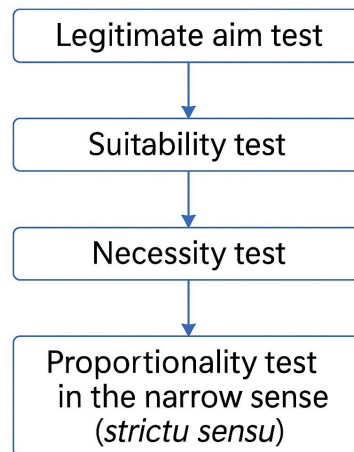 Legitimate aim test
Suitability test
Necessity test
Proportionality test
in the narrow sense
(strictu sensu)